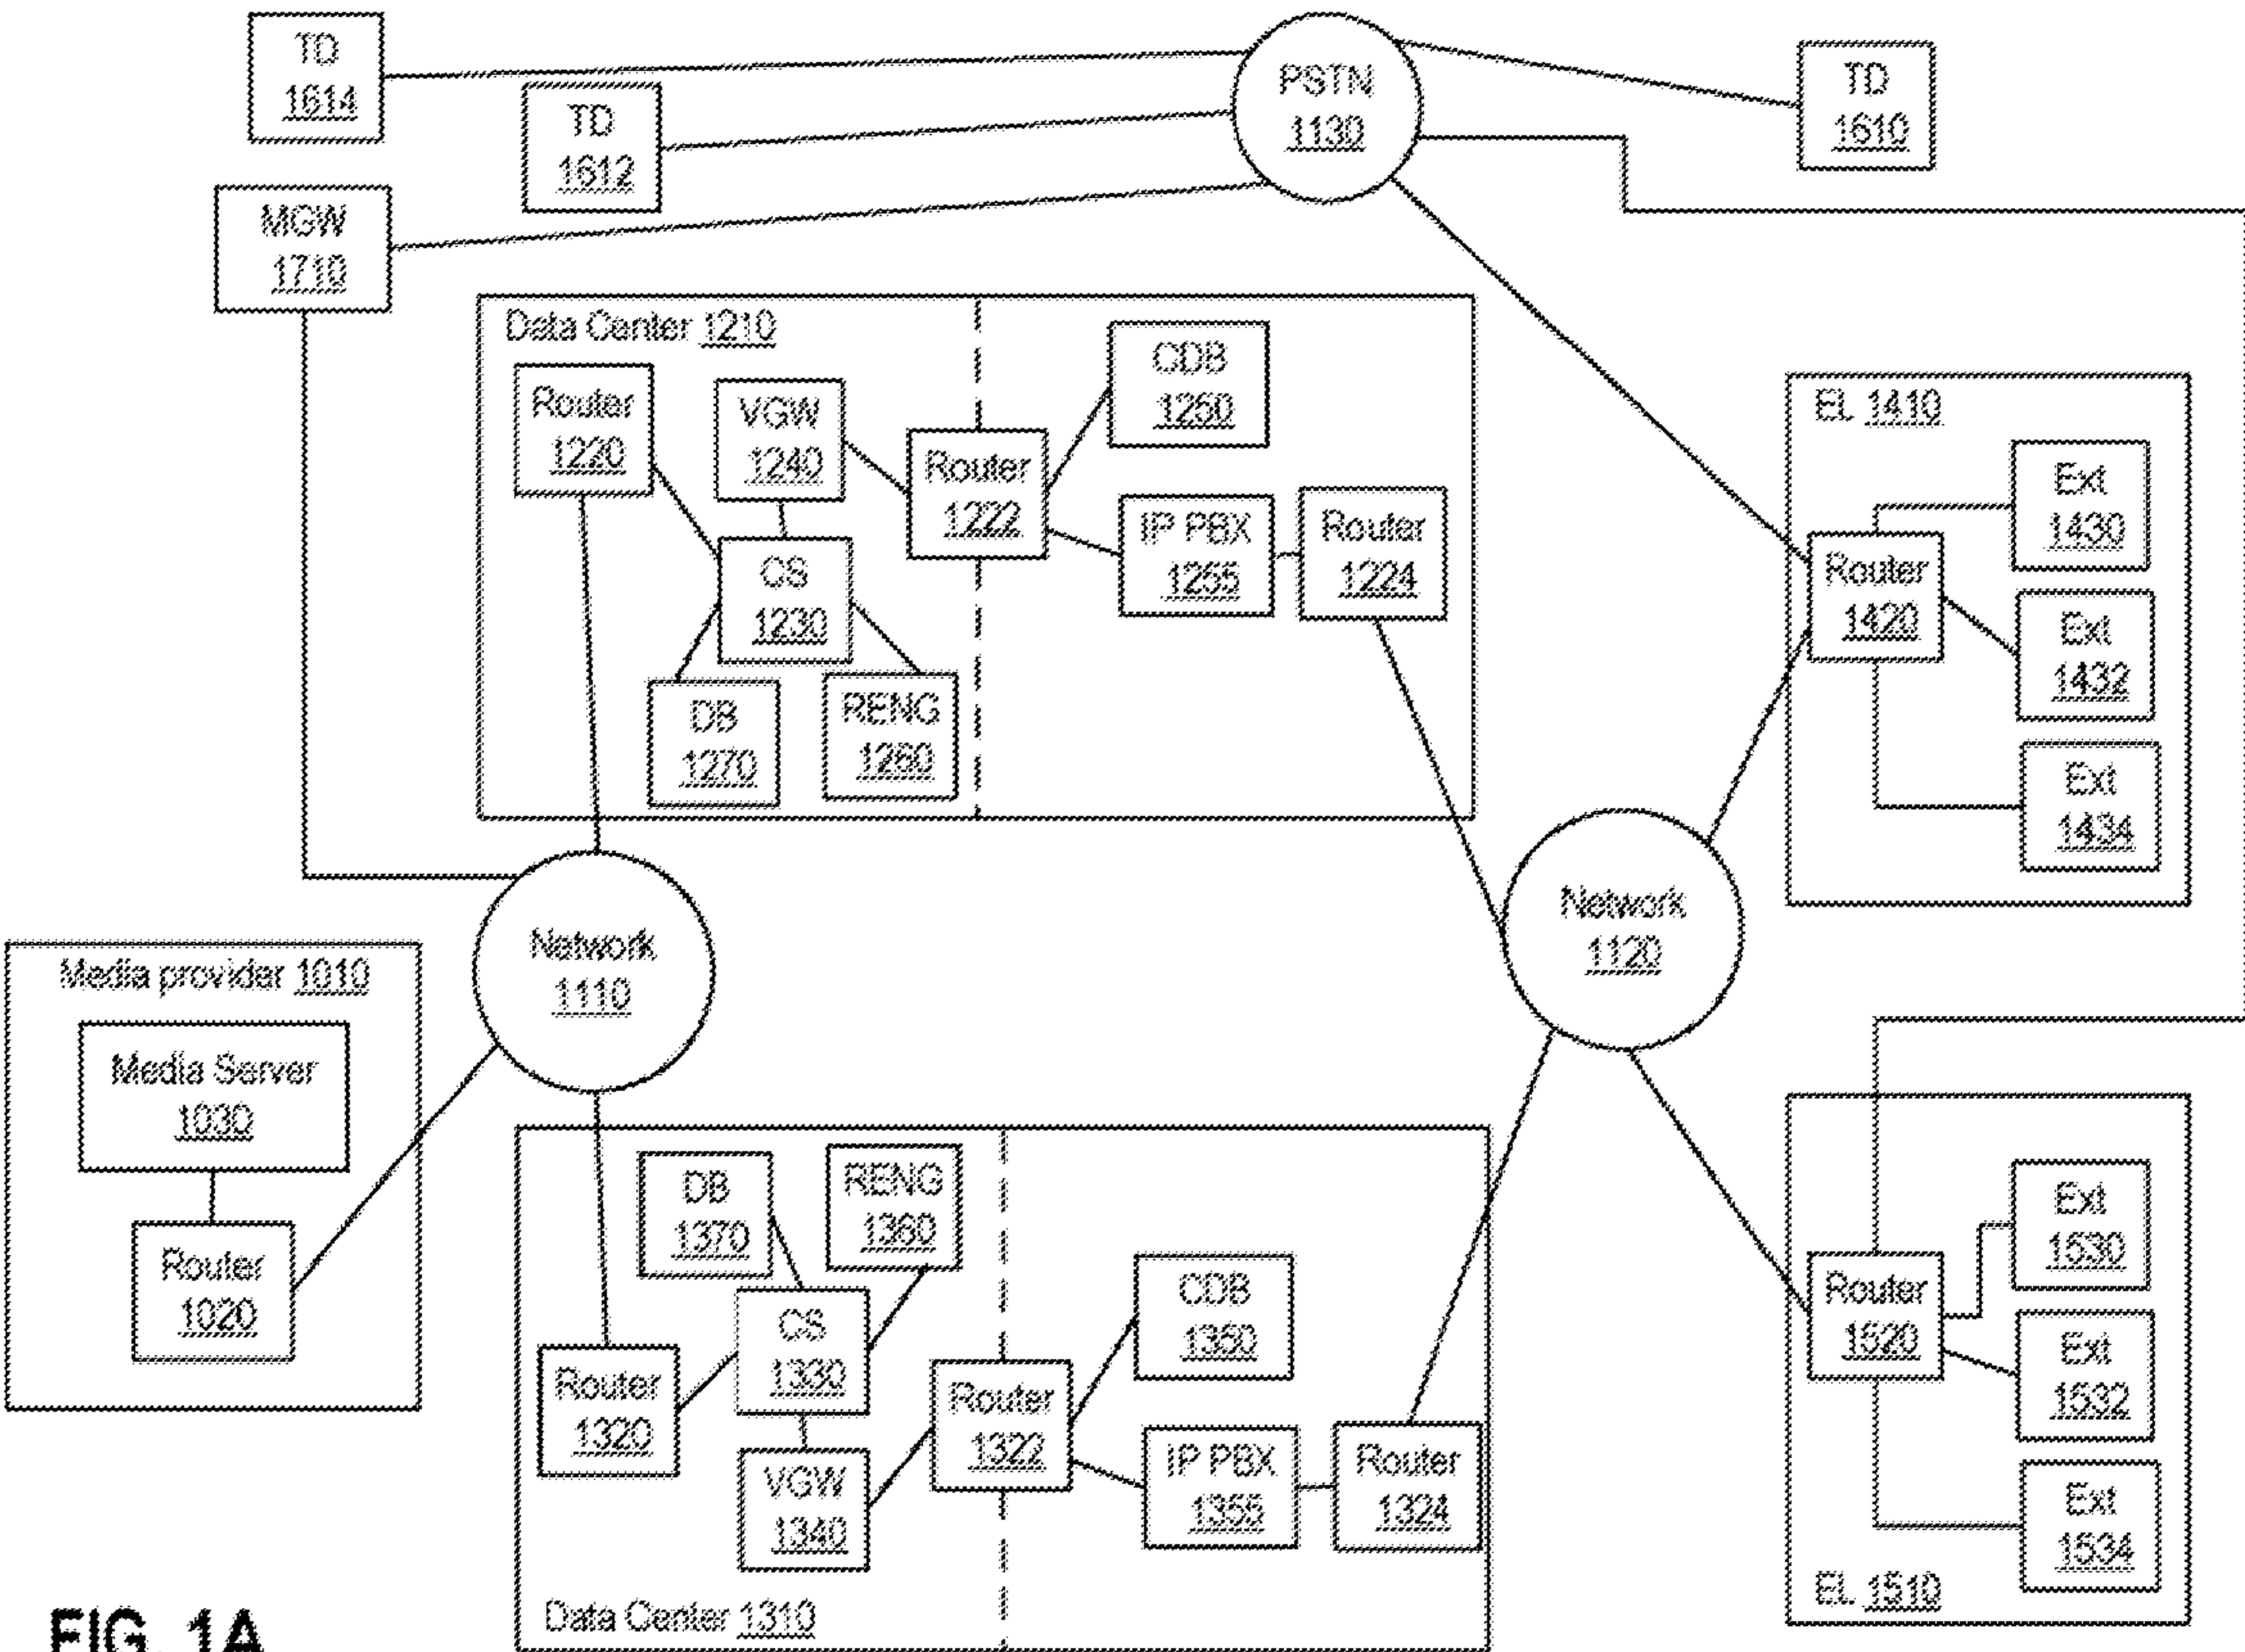 TD
1614
TD
1612
PSTN
1130
TD
1610
MGW
1710
Data Center 1210
Router
1220
VGW
1240
Router
1222
CDB
1250
IP PBX
1255
Router
1224
CS
1230
DB
1270
RENG
1260
EL 1410
Router
1420
Ext
1430
Ext
1432
Ext
1434
Network
1110
Network
1120
Media provider 1010
Media Server
1030
Router
1020
DB
1370
RENG
1360
CS
1330
Router
1320
VGW
1340
Router
1322
CDB
1350
IP PBX
1355
Router
1324
Data Center 1310
Router
1520
Ext
1530
Ext
1532
Ext
1534
EL 1510
FIG. 1A